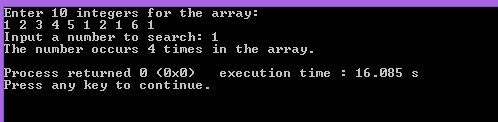 Enter 10 integers for the array:
1 2 3 4 5 1 2 1 6 1
Input a number to search: 1
The number occurs 4 times in the array.
Process returned 0 (0x0)   execution time : 16.085 s
Press any key to continue.